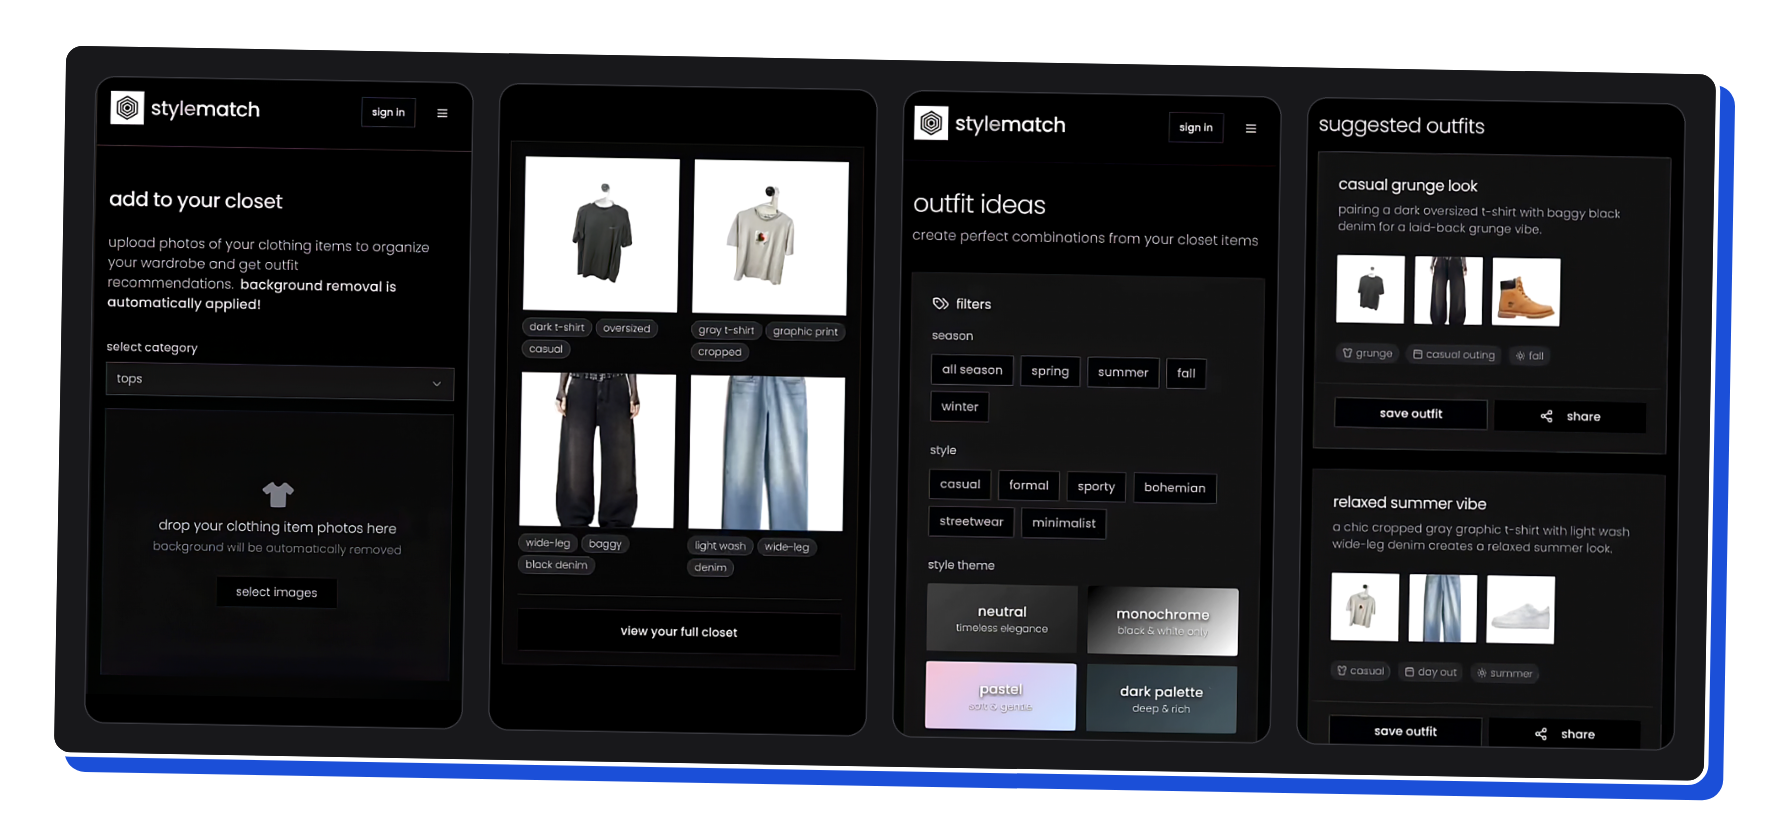 stylematch
sign in
add to your closet
upload photos of your clothing items to organize
your wardrobe and get outfit
recommendations. background removal is
automatically applied!
select category
tops
drop your clothing item photos here
background will be automatically removed
select images
dark t-shirt oversized
casual
gray t-shirt graphic print
cropped
wide-leg baggy
black denim
light wash wide-leg
denim
view your full closet
stylematch
sign in
outfit ideas
create perfect combinations from your closet items
filters
season
all season spring summer fall
winter
style
casual formal sporty bohemian
streetwear minimalist
style theme
neutral
timeless elegance
monochrome
black & white only
pastel
soft & gentle
dark palette
deep & rich
suggested outfits
casual grunge look
pairing a dark oversized t-shirt with baggy black
denim for a laid-back grunge vibe.
grunge casual outing fall
save outfit share
relaxed summer vibe
a chic cropped gray graphic t-shirt with light wash
wide-leg denim creates a relaxed summer look.
casual day out summer
save outfit share